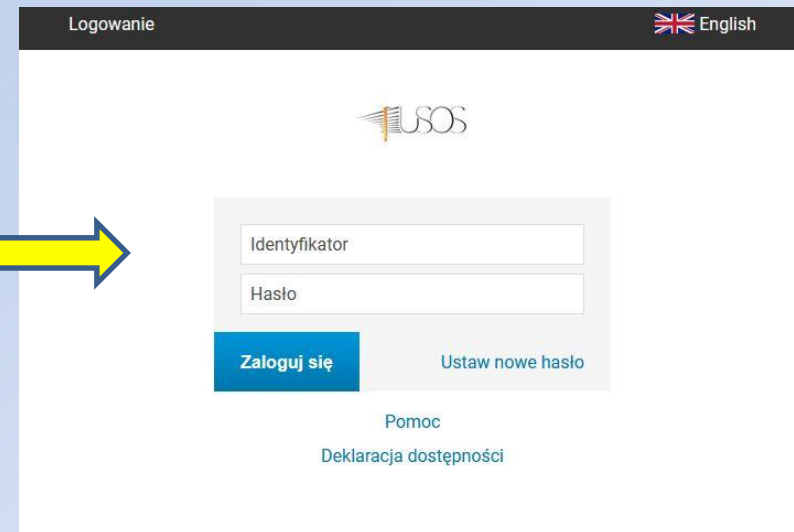 Logowanie
English
USOS
Identyfikator
Hasło
Zaloguj się
Ustaw nowe hasło
Pomoc
Deklaracja dostępności